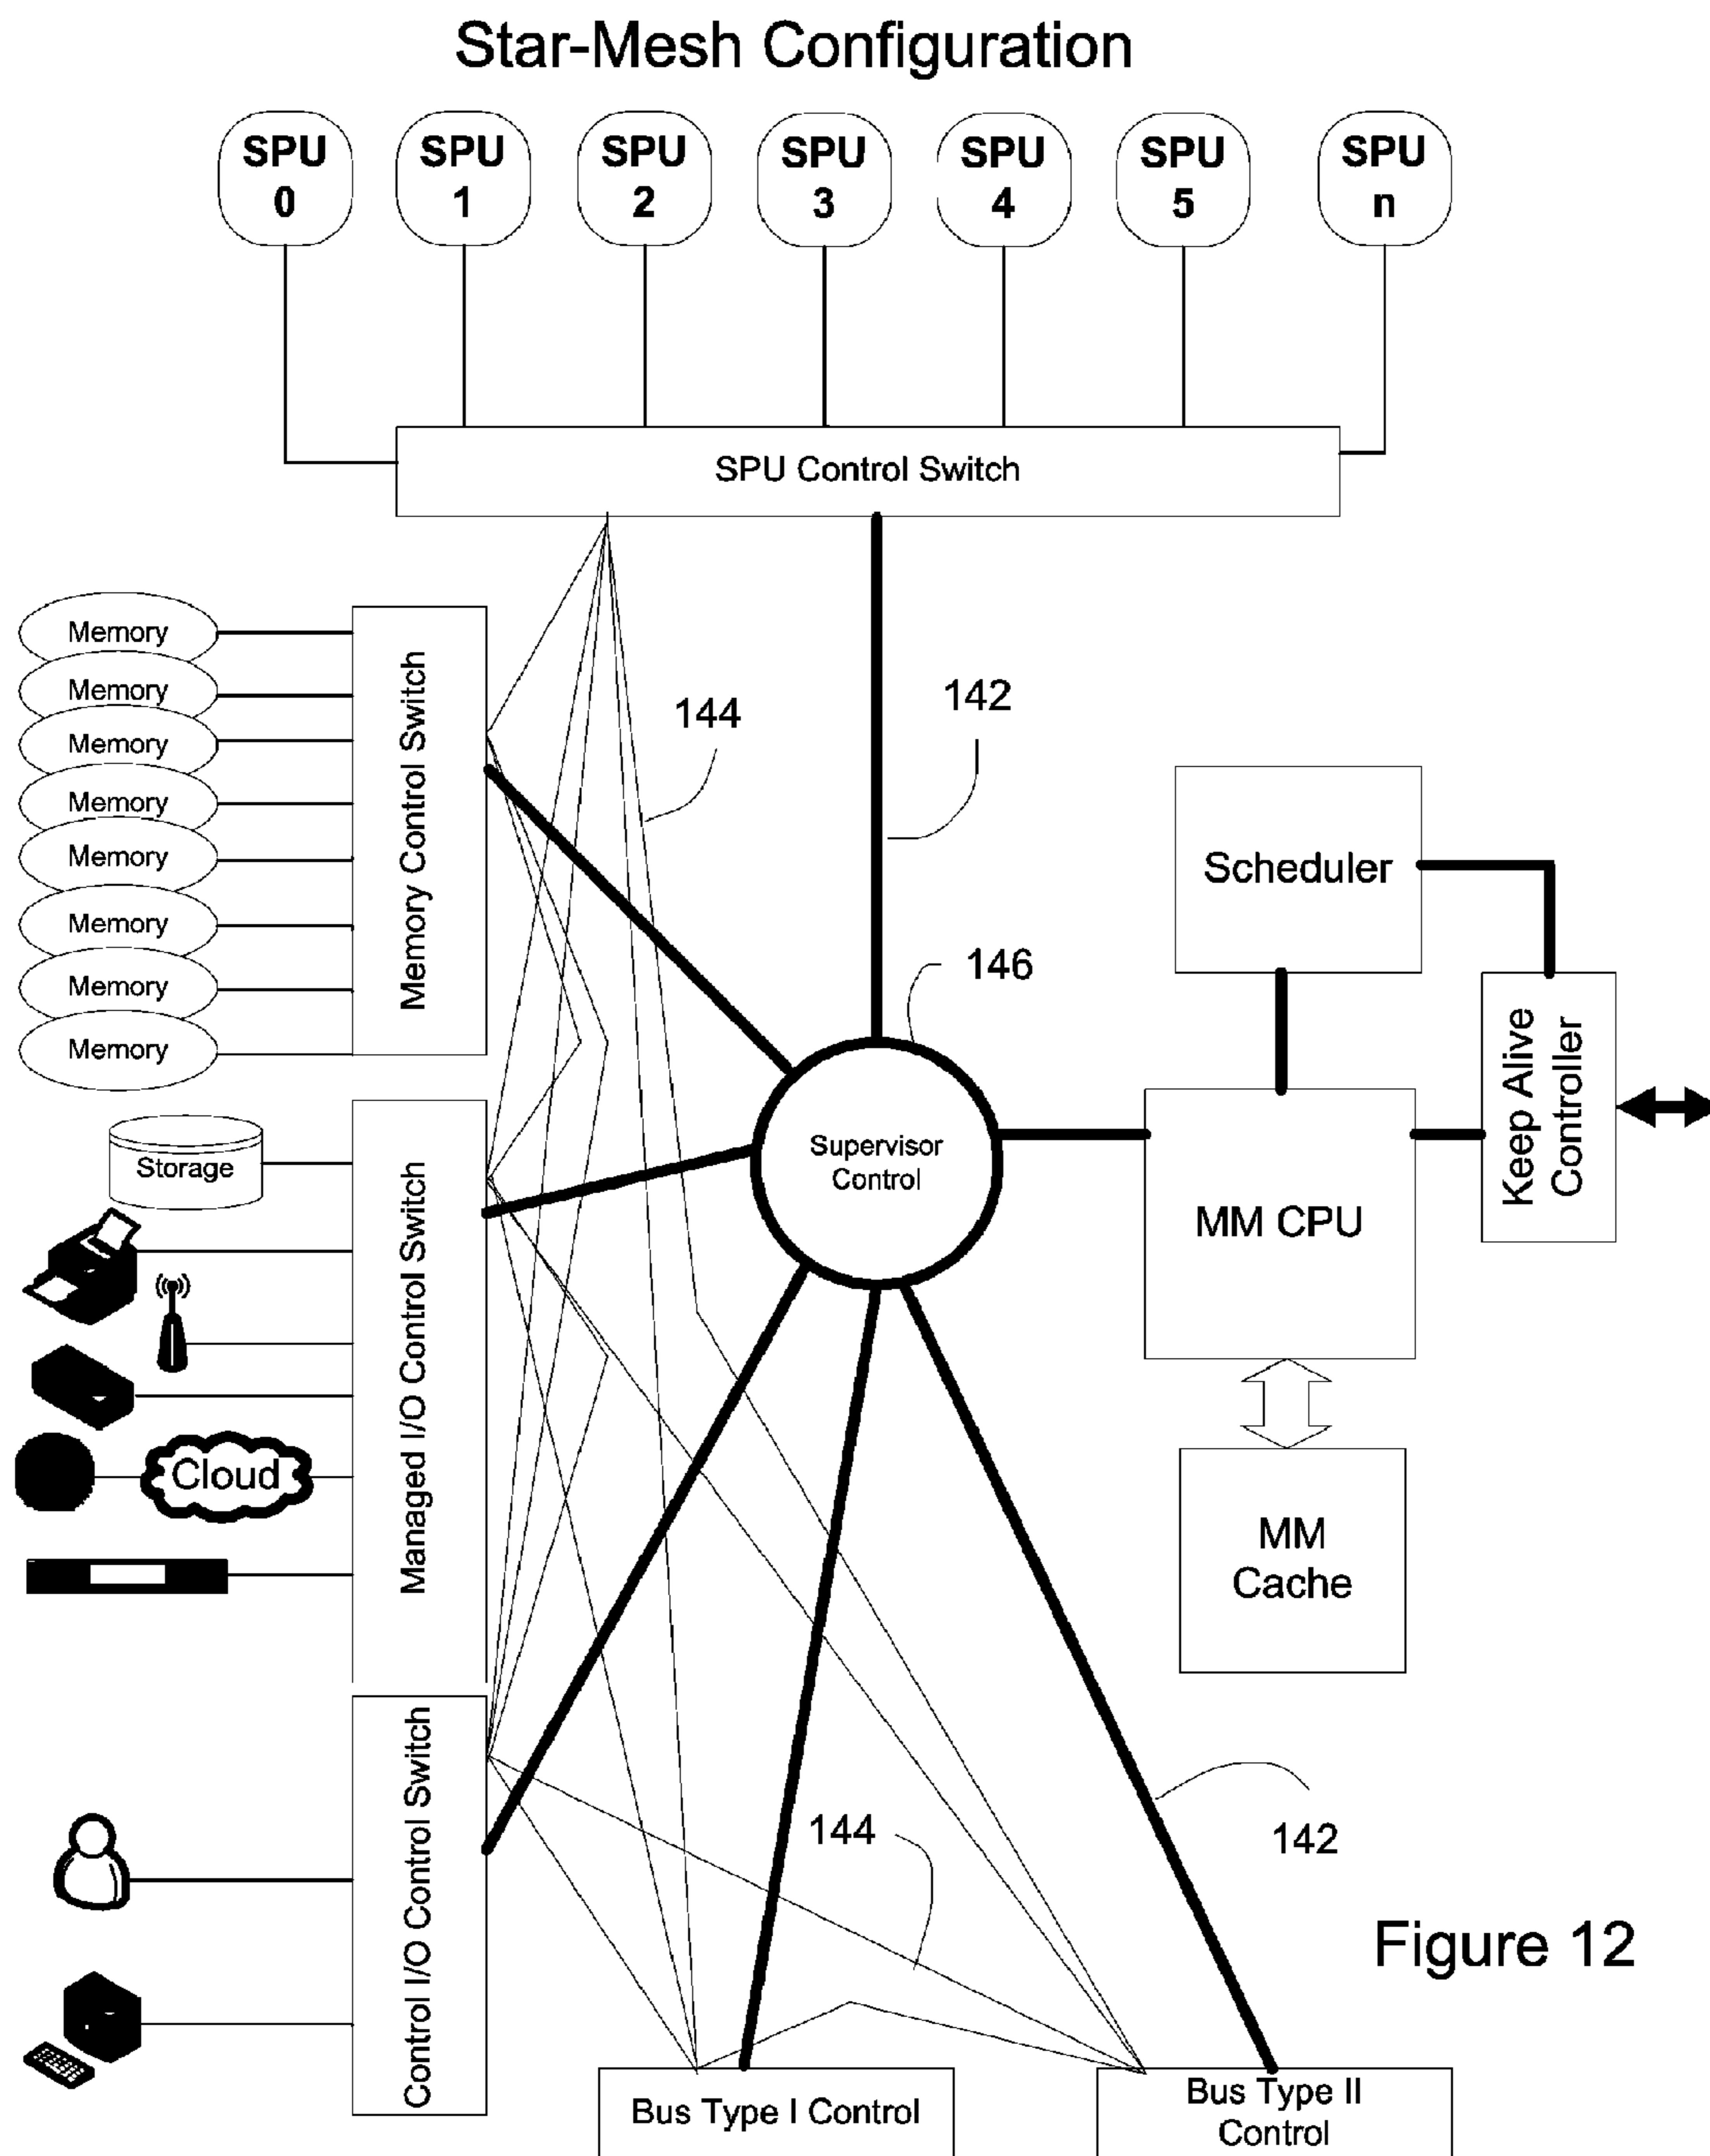 Star-Mesh Configuration
SPU
0
SPU
1
SPU
2
SPU
3
SPU
4
SPU
5
SPU
n
SPU Control Switch
Memory
Memory
Memory
Memory
Memory
Memory
Memory
Memory
Memory Control Switch
144
142
146
Scheduler
Keep Alive
Controller
Supervisor
Control
MM CPU
MM
Cache
Storage
Cloud
Managed I/O Control Switch
Control I/O Control Switch
144
142
Figure 12
Bus Type I Control
Bus Type II
Control